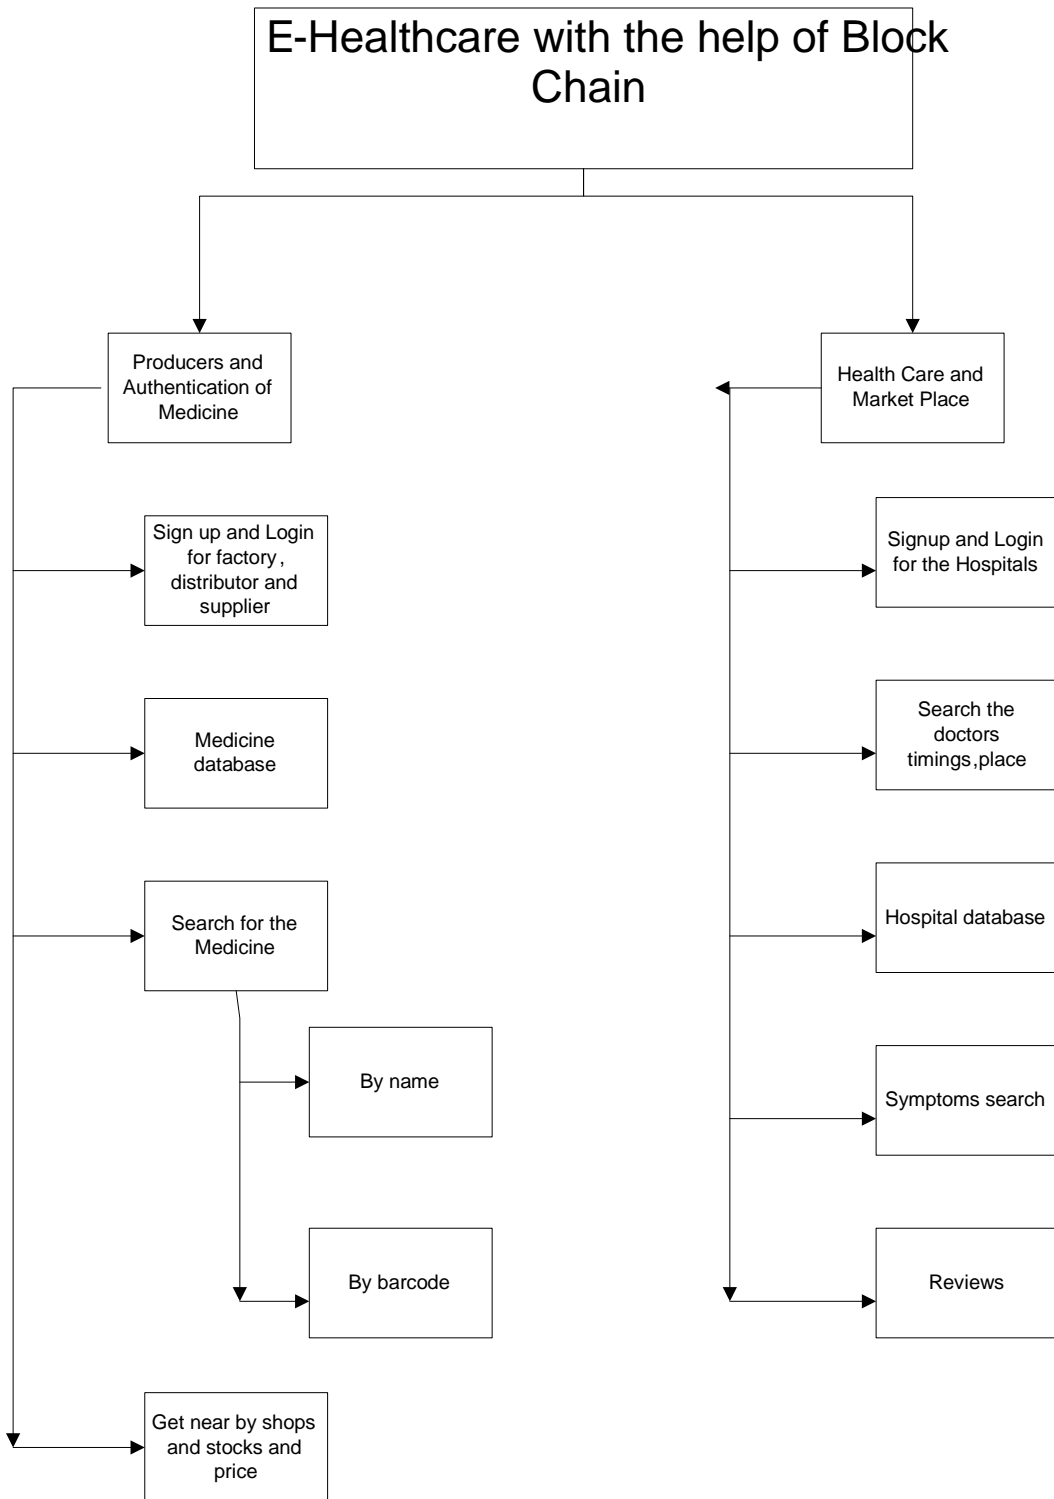 E-Healthcare with the help of Block
Chain
Producers and
Authentication of
Medicine
Health Care and
Market Place
Sign up and Login
for factory,
distributor and
supplier
Signup and Login
for the Hospitals
Medicine
database
Search the
doctors
timings,place
Search for the
Medicine
Hospital database
By name
Symptoms search
By barcode
Reviews
Get near by shops
and stocks and
price